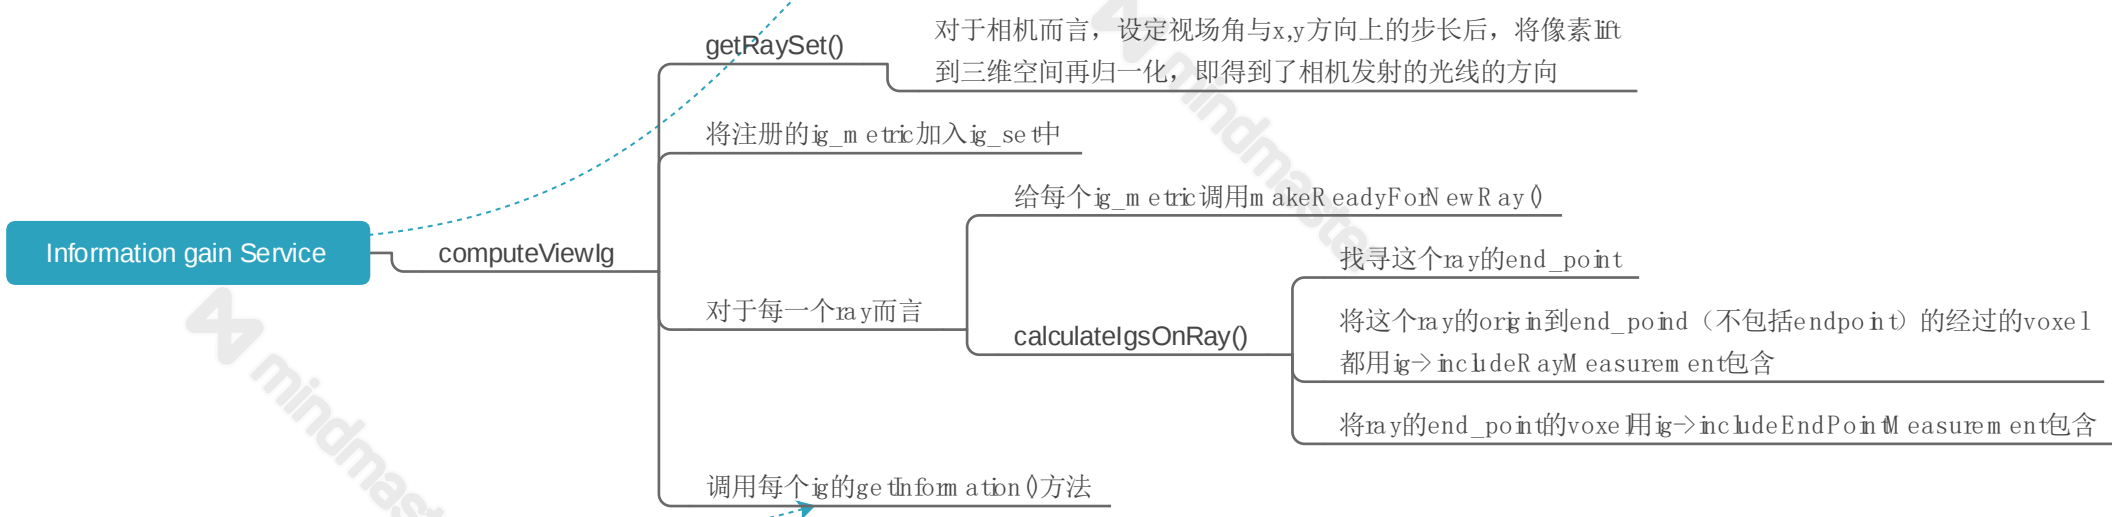 getRaySet()
对于相机而言，设定视场角与x,y方向上的步长后，将像素lift
到三维空间再归一化，即得到了相机发射的光线的方向
将注册的ig_metric加入ig_set中
给每个ig_metric调用makeReadyForNewRay()
Information gain Service
computeViewIg
找寻这个ray的end_point
对于每一个ray而言
calculateIgsOnRay()
将这个ray的origin到end_poind（不包括endpoint）的经过的voxel
都用ig->includeRayMeasurement包含
将ray的end_point的voxel用ig->includeEndPointMeasurement包含
调用每个ig的getInformation()方法
mindmaster
mindmast